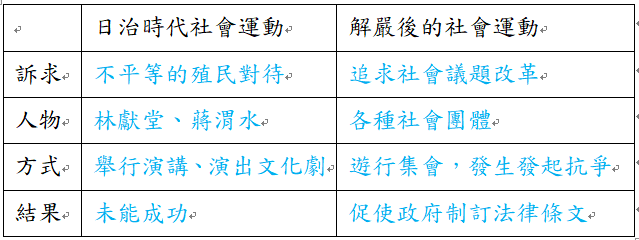 日治時代社會運動 解嚴後的社會運動
訴求 不平等的殖民對待 追求社會議題改革
人物 林獻堂、蔣渭水 各種社會團體
方式 舉行演講、演出文化劇 遊行集會，發生發起抗爭
結果 未能成功 促使政府制訂法律條文